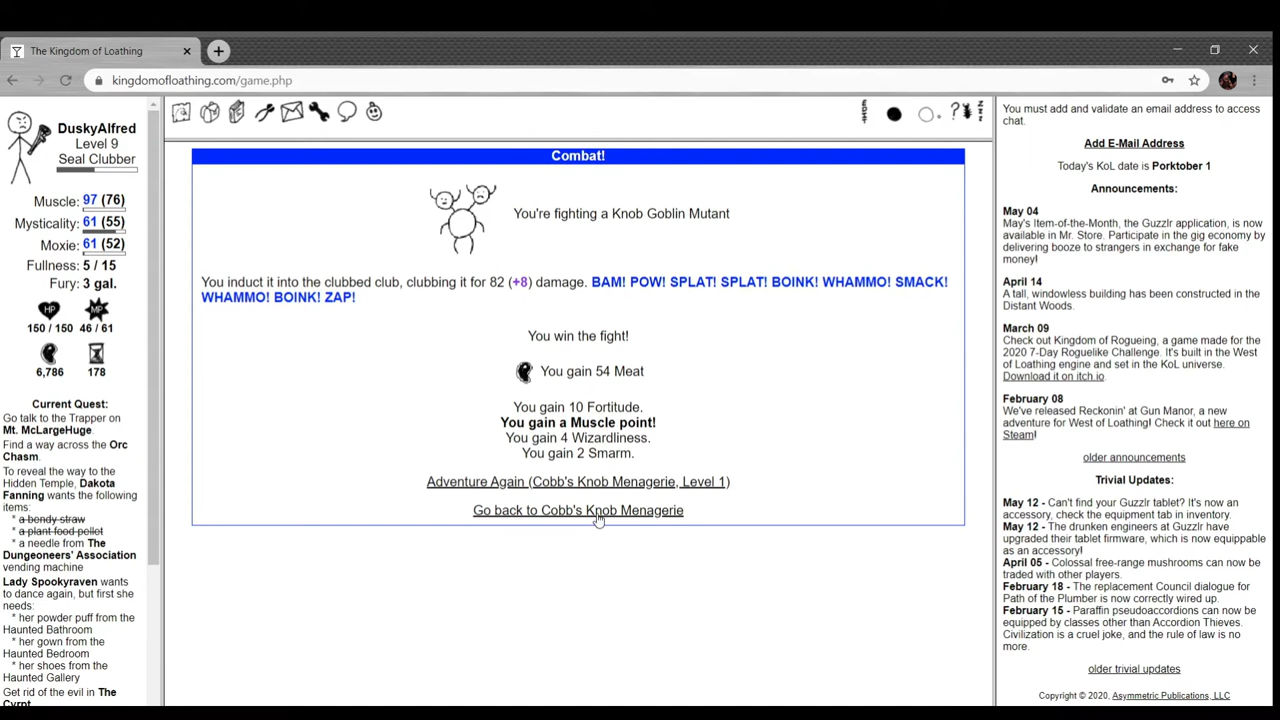 The Kingdom of Loathing
kingdomofloathing.com/game.php
DuskyAlfred
Level 9
Seal Clubber
Muscle: 97 (76)
Mysticality: 61 (55)
Moxie: 61 (52)
Fullness: 5 / 15
Fury: 3 gal.
HP MP
150 / 150 46 / 61
6,786 178
Current Quest:
Go talk to the Trapper on
Mt. McLargeHuge.
Find a way across the Orc
Chasm.
To reveal the way to the
Hidden Temple, Dakota
Fanning wants the following
items:
* a bendy straw
* a plant food pellet
* a needle from The
Dungeoneers' Association
vending machine
Lady Spookyraven wants
to dance again, but first she
needs:
* her powder puff from the
Haunted Bathroom
* her gown from the
Haunted Bedroom
* her shoes from the
Haunted Gallery
Get rid of the evil in The
Cyrpt
Combat!
You're fighting a Knob Goblin Mutant
You induct it into the clubbed club, clubbing it for 82 (+8) damage. BAM! POW! SPLAT! SPLAT! BOINK! WHAMMO! SMACK!
WHAMMO! BOINK! ZAP!
You win the fight!
You gain 54 Meat
You gain 10 Fortitude.
You gain a Muscle point!
You gain 4 Wizardliness.
You gain 2 Smarm.
Adventure Again (Cobb's Knob Menagerie, Level 1)
Go back to Cobb's Knob Menagerie
You must add and validate an email address to access
chat.
Add E-Mail Address
Today's KoL date is Porktober 1
Announcements:
May 04
May's Item-of-the-Month, the Guzzlr application, is now
available in Mr. Store. Participate in the gig economy by
delivering booze to strangers in exchange for fake
money!
April 14
A tall, windowless building has been constructed in the
Distant Woods.
March 09
Check out Kingdom of Rogueing, a game made for the
2020 7-Day Roguelike Challenge. It's built in the West
of Loathing engine and set in the KoL universe.
Download it on itch.io.
February 08
We've released Reckonin' at Gun Manor, a new
adventure for West of Loathing! Check it out here on
Steam!
older announcements
Trivial Updates:
May 12 - Can't find your Guzzlr tablet? It's now an
accessory, check the equipment tab in inventory.
May 12 - The drunken engineers at Guzzlr have
upgraded their tablet firmware, which is now equippable
as an accessory!
April 05 - Colossal free-range mushrooms can now be
traded with other players.
February 18 - The replacement Council dialogue for
Path of the Plumber is now correctly wired up.
February 15 - Paraffin pseudoaccordions can now be
equipped by classes other than Accordion Thieves.
Civilization is a cruel joke, and the rule of law is no
more.
older trivial updates
Copyright © 2020, Asymmetric Publications, LLC